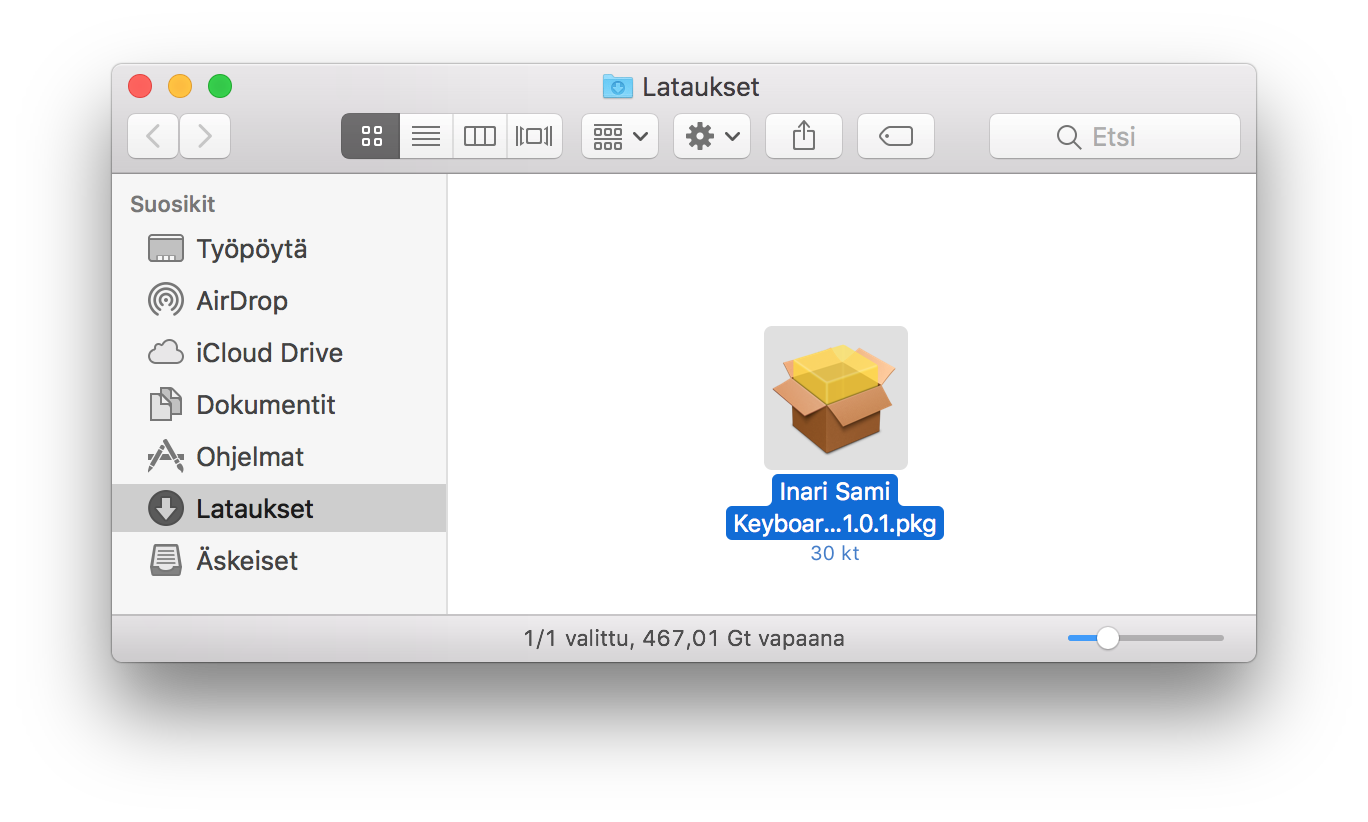 Lataukset
Etsi
Suosikit
Työpöytä
AirDrop
iCloud Drive
Dokumentit
Ohjelmat
Lataukset
Äskeiset
Inari Sami
Keyboar...1.0.1.pkg
30 kt
1/1 valittu, 467,01 Gt vapaana